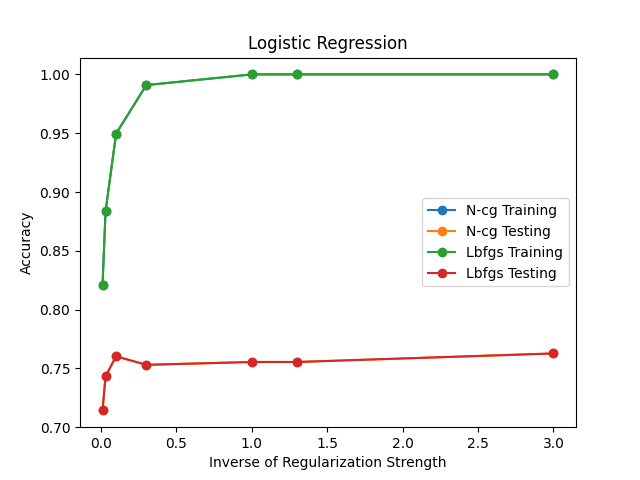 Logistic Regression
1.00
0.95
0.90
0.85
0.80
0.75
0.70
Accuracy
N-cg Training
N-cg Testing
Lbfgs Training
Lbfgs Testing
0.0 0.5 1.0 1.5 2.0 2.5 3.0
Inverse of Regularization Strength